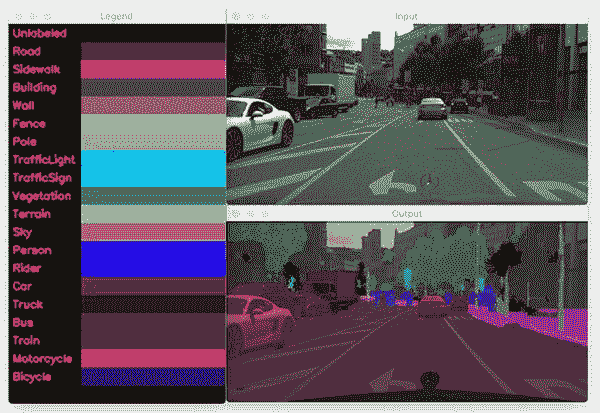 Legend
Unlabeled
Road
Sidewalk
Building
Wall
Fence
Pole
TrafficLight
TrafficSign
Vegetation
Terrain
Sky
Person
Rider
Car
Truck
Bus
Train
Motorcycle
Bicycle
Input
Output